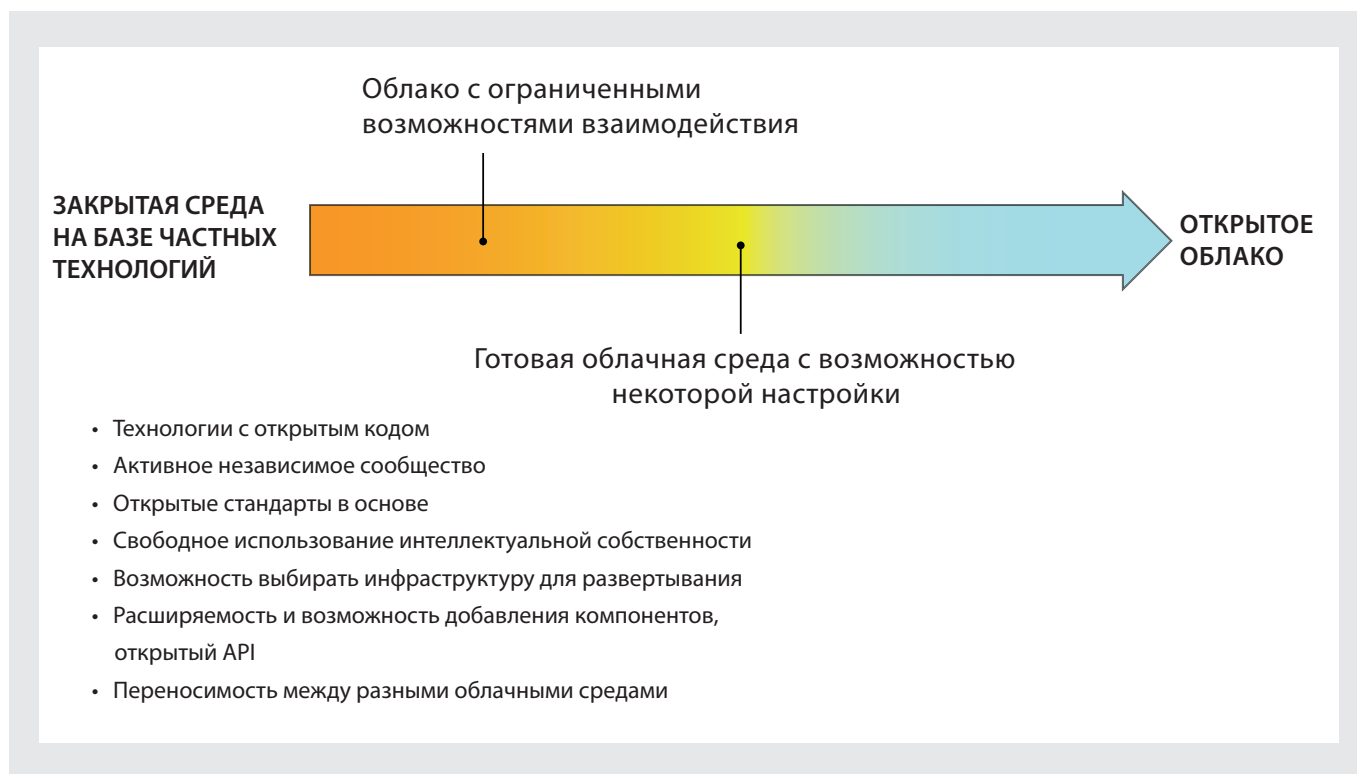 Облако с ограниченными
возможностями взаимодействия
ЗАКРЫТАЯ СРЕДА
НА БАЗЕ ЧАСТНЫХ
ТЕХНОЛОГИЙ
ОТКРЫТОЕ
ОБЛАКО
Готовая облачная среда с возможностью
некоторой настройки
• Технологии с открытым кодом
• Активное независимое сообщество
• Открытые стандарты в основе
• Свободное использование интеллектуальной собственности
• Возможность выбирать инфраструктуру для развертывания
• Расширяемость и возможность добавления компонентов,
открытый API
• Переносимость между разными облачными средами